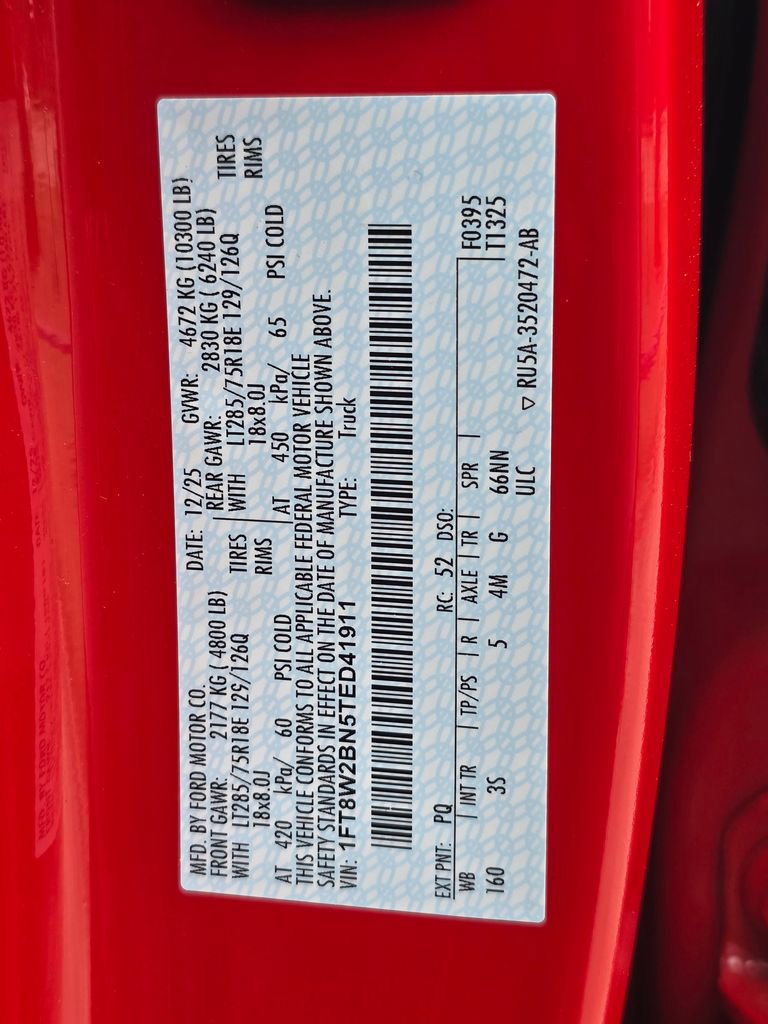 MFD. BY FORD MOTOR CO. DATE: 12/25 GVWR: 4672 KG (10300 LB)
FRONT GAWR: 2177 KG ( 4800 LB) REAR GAWR: 2830 KG ( 6240 LB)
WITH LT285/75R18E 129/126Q TIRES WITH LT285/75R18E 129/126Q TIRES
18x8.0J RIMS 18x8.0J RIMS
AT 420 kPa/ 60 PSI COLD AT 450 kPa/ 65 PSI COLD
THIS VEHICLE CONFORMS TO ALL APPLICABLE FEDERAL MOTOR VEHICLE
SAFETY STANDARDS IN EFFECT ON THE DATE OF MANUFACTURE SHOWN ABOVE.
VIN: 1FT8W2BN5TED41911 TYPE: Truck
EXT PNT: PQ RC: 52 DSO: F0395
WB INT TR TP/PS R AXLE TR SPR T1325
160 3S 5 4M G 66NN
ULC
▽ RU5A-3520472-AB